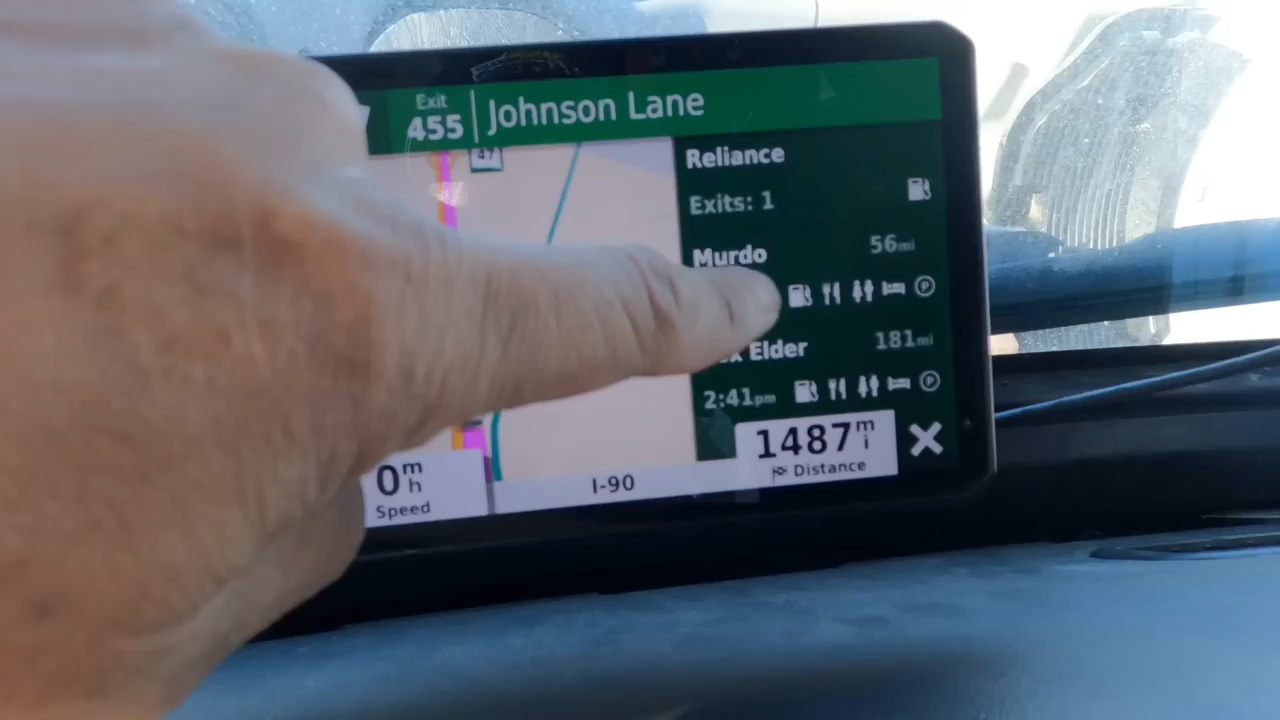 Exit
455
Johnson Lane
47
Reliance
Exits: 1
Murdo
56mi
Elder
181mi
2:41pm
1487mi
Distance
0mh
Speed
I-90